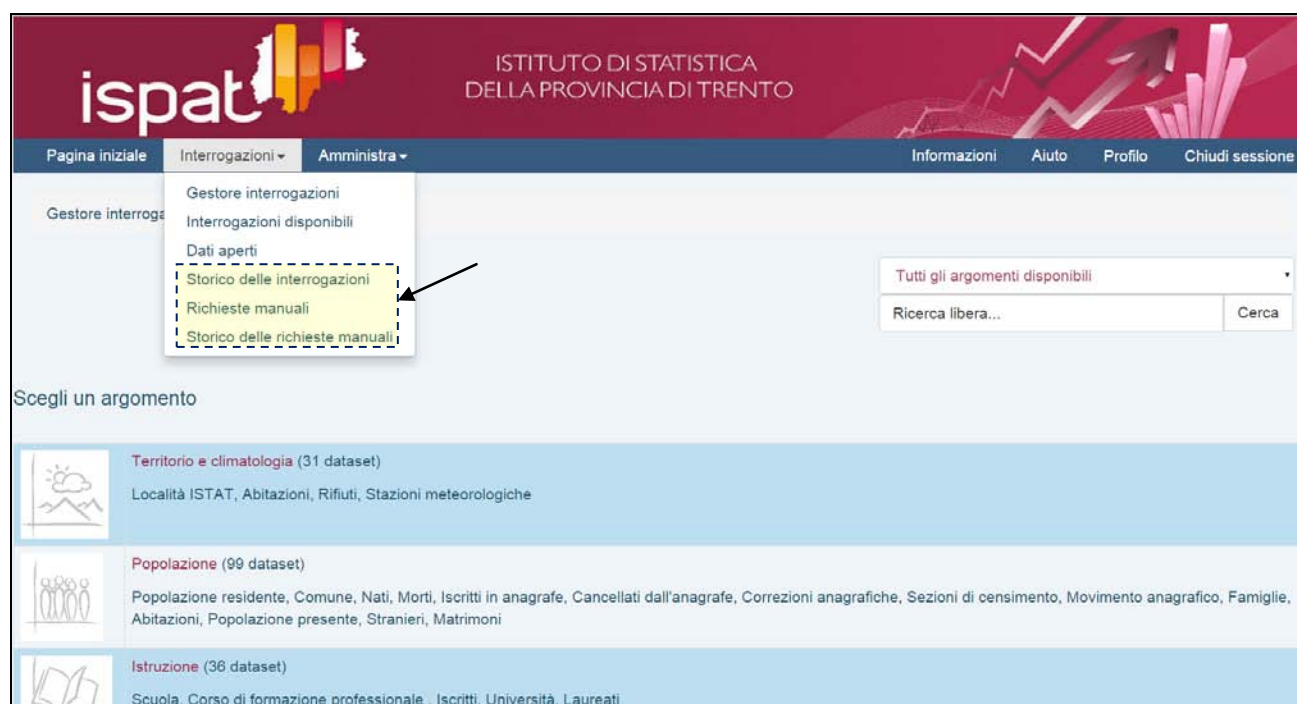 ispat
ISTITUTO DI STATISTICA
DELLA PROVINCIA DI TRENTO
Pagina iniziale Interrogazioni Amministra Informazioni Aiuto Profilo Chiudi sessione
Gestore interrogazioni
Interrogazioni disponibili
Dati aperti
Storico delle interrogazioni
Richieste manuali
Storico delle richieste manuali
Gestore interroga
Tutti gli argomenti disponibili
Ricerca libera... Cerca
Scegli un argomento
Territorio e climatologia (31 dataset)
Località ISTAT, Abitazioni, Rifiuti, Stazioni meteorologiche
Popolazione (99 dataset)
Popolazione residente, Comune, Nati, Morti, Iscritti in anagrafe, Cancellati dall'anagrafe, Correzioni anagrafiche, Sezioni di censimento, Movimento anagrafico, Famiglie,
Abitazioni, Popolazione presente, Stranieri, Matrimoni
Istruzione (36 dataset)
Scuola, Corso di formazione professionale , Iscritti, Università, Laureati